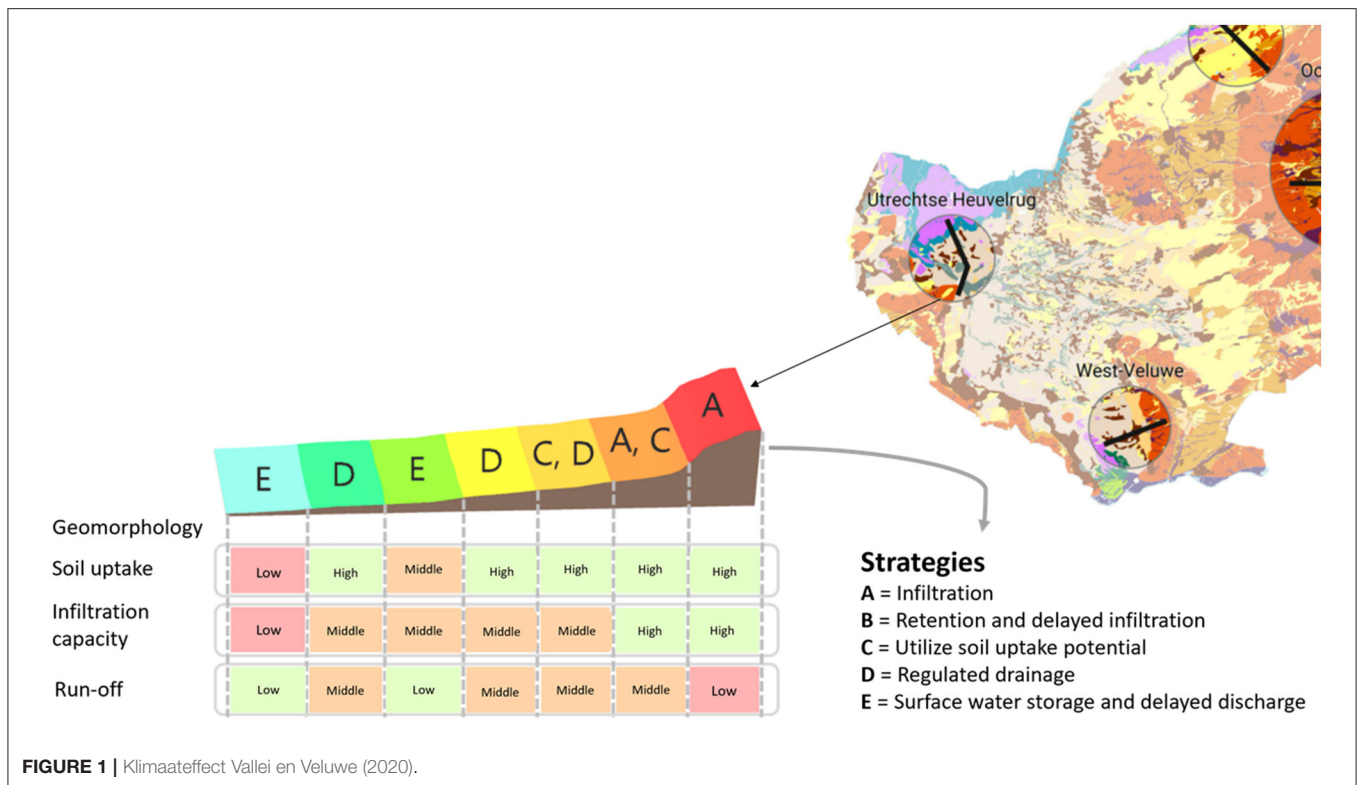 Oc
Utrechtse Heuvelrug
West-Veluwe
E D E D C, D A, C A
Geomorphology
Soil uptake Low High Middle High High High High
Infiltration
capacity
Low Middle Middle Middle Middle High High
Run-off Low Middle Low Middle Middle Middle Low
Strategies
A = Infiltration
B = Retention and delayed infiltration
C = Utilize soil uptake potential
D = Regulated drainage
E = Surface water storage and delayed discharge
FIGURE 1 | Klimaateffect Vallei en Veluwe (2020).